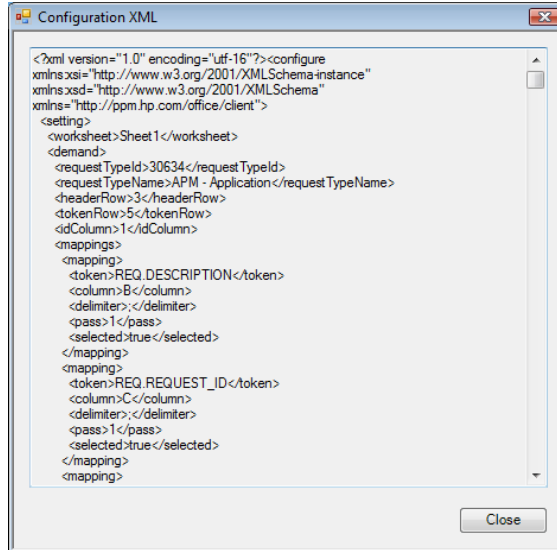 Configuration XML
<?xml version="1.0" encoding="utf-16"?><configure
xmlns:xsi="http://www.w3.org/2001/XMLSchema-instance"
xmlns:xsd="http://www.w3.org/2001/XMLSchema"
xmlns="http://ppm.hp.com/office/client">
<setting>
<worksheet>Sheet1</worksheet>
<demand>
<requestTypeId>30634</requestTypeId>
<requestTypeName>APM - Application</requestTypeName>
<headerRow>3</headerRow>
<tokenRow>5</tokenRow>
<idColumn>1</idColumn>
<mappings>
<mapping>
<token>REQ.DESCRIPTION</token>
<column>B</column>
<delimiter>;</delimiter>
<pass>1</pass>
<selected>true</selected>
</mapping>
<mapping>
<token>REQ.REQUEST_ID</token>
<column>C</column>
<delimiter>;</delimiter>
<pass>1</pass>
<selected>true</selected>
</mapping>
<mapping>
Close